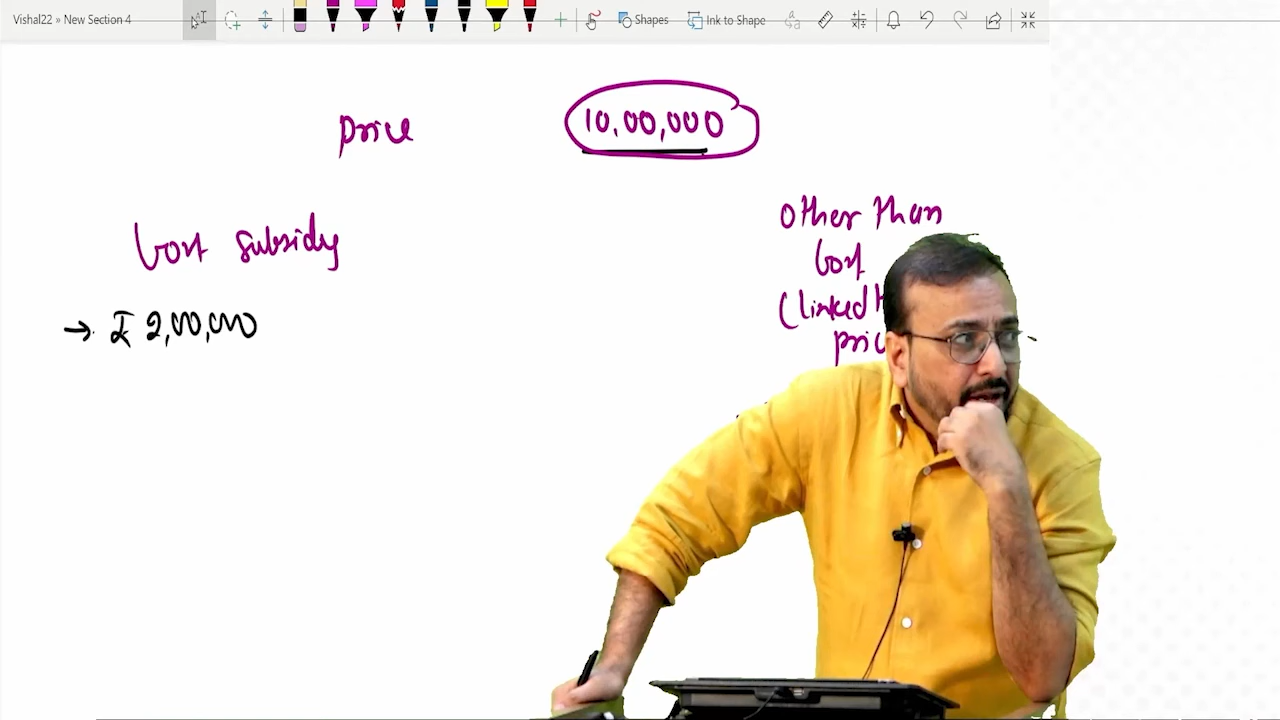 Vishal22 » New Section 4
Shapes
Ink to Shape
Price 10,00,000
Govt Subsidy
→ ₹ 2,00,000
Other than
Govt
(linked